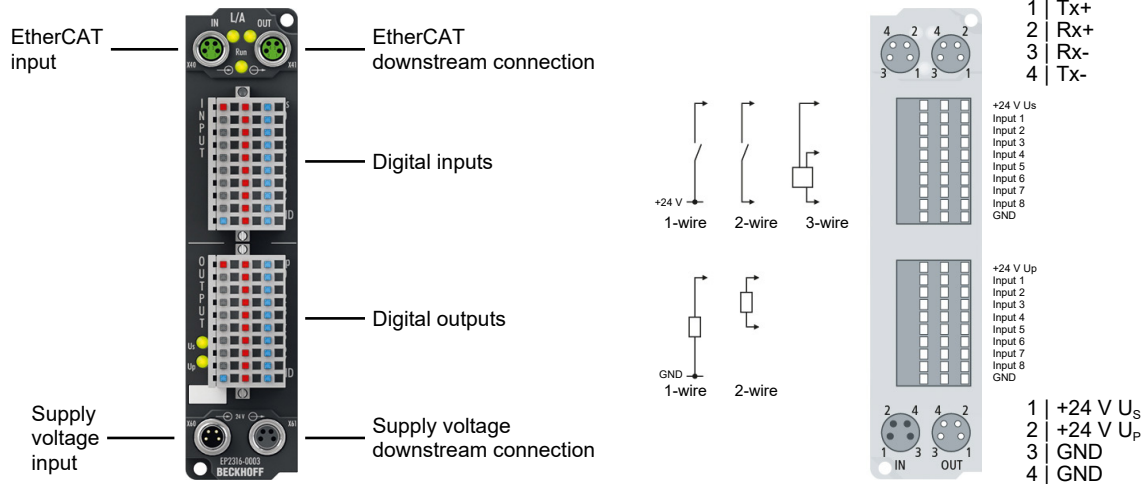 EtherCAT
input
EtherCAT
downstream connection
Digital inputs
Digital outputs
Supply
voltage
input
Supply voltage
downstream connection
IN
L/A
OUT
Run
X40
X41
INPUT
OUTPUT
Us
Up
X60
24 V
X61
EP2316-0003
BECKHOFF
+24 V
1-wire
2-wire
3-wire
GND
1-wire
2-wire
4 2 4 2
3 1 3 1
1 | Tx+
2 | Rx+
3 | Rx-
4 | Tx-
+24 V Us
Input 1
Input 2
Input 3
Input 4
Input 5
Input 6
Input 7
Input 8
GND
+24 V Up
Input 1
Input 2
Input 3
Input 4
Input 5
Input 6
Input 7
Input 8
GND
2 4 4 2
1 3 3 1
IN OUT
1 | +24 V US
2 | +24 V UP
3 | GND
4 | GND